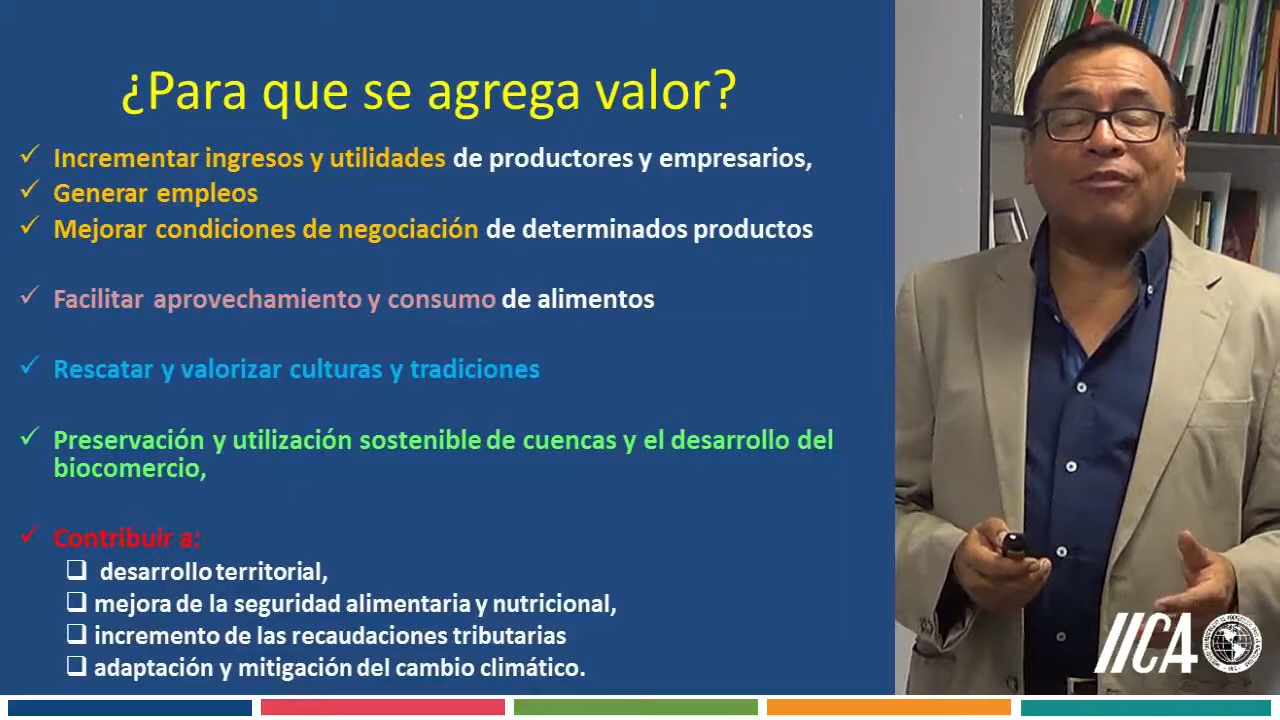 ¿Para que se agrega valor?
✓ Incrementar ingresos y utilidades de productores y empresarios,
✓ Generar empleos
✓ Mejorar condiciones de negociación de determinados productos
✓ Facilitar aprovechamiento y consumo de alimentos
✓ Rescatar y valorizar culturas y tradiciones
✓ Preservación y utilización sostenible de cuencas y el desarrollo del
biocomercio,
✓ Contribuir a:
❑ desarrollo territorial,
❑ mejora de la seguridad alimentaria y nutricional,
❑ incremento de las recaudaciones tributarias
❑ adaptación y mitigación del cambio climático.
IICA